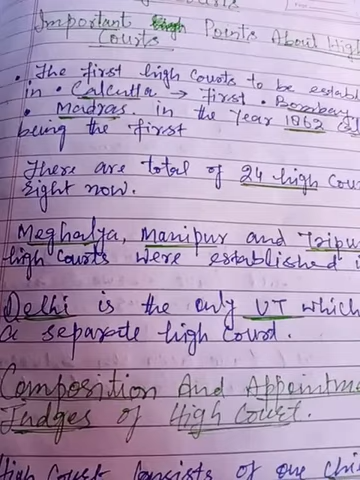 Important Points About High
Courts
• The first high courts to be establ
in • Calcutta → first • Bombay
• Madras. in the year 1862
being the first
There are total of 24 high Cou
right now.
Meghalya, Manipur and Tripu
high courts were established i
Delhi is the only UT which
a separate high court.
Composition And Appointme
Judges of High Court.
High Court consists of one chi